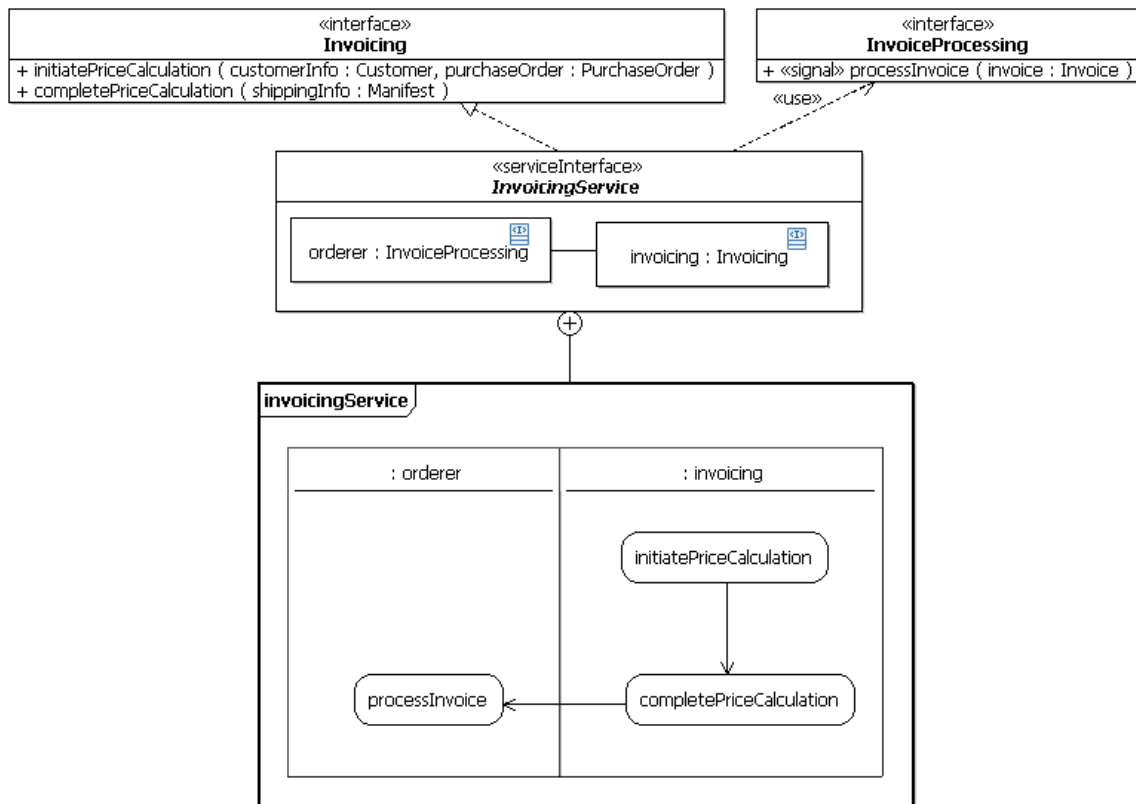 «interface»
Invoicing
+ initiatePriceCalculation ( customerInfo : Customer, purchaseOrder : PurchaseOrder )
+ completePriceCalculation ( shippingInfo : Manifest )
«interface»
InvoiceProcessing
+ «signal» processInvoice ( invoice : Invoice )
«use»
«serviceInterface»
InvoicingService
orderer : InvoiceProcessing
invoicing : Invoicing
invoicingService
: orderer
: invoicing
initiatePriceCalculation
processInvoice
completePriceCalculation